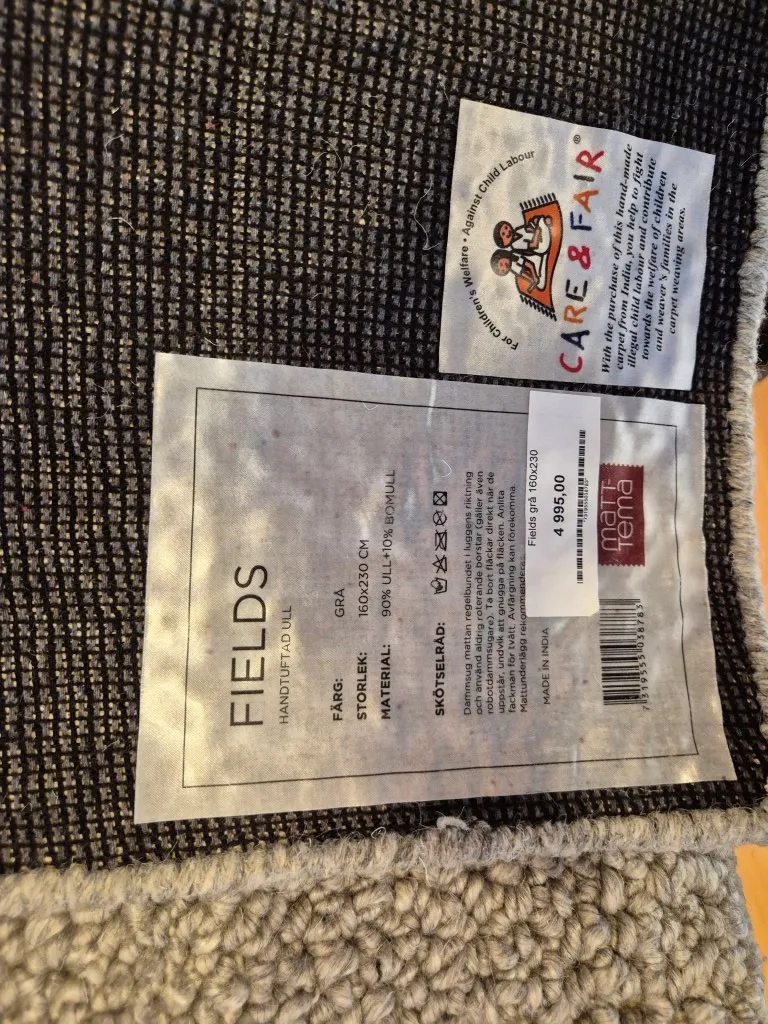 FIELDS
HANDTUFTAD ULL
FÄRG: GRÅ
STORLEK: 160x230 CM
MATERIAL: 90% ULL+10% BOMULL
SKÖTSELRÅD:
Dammsug mattan regelbundet i luggens riktning
och använd aldrig roterande borstar (gäller även
robotdammsugare). Ta bort fläckar direkt när de
uppstår, undvik att gnugga på fläcken. Anlita
fackman för tvätt. Avfärgning kan förekomma.
Mattunderlägg rekommenderas.
MADE IN INDIA
7 319555 038783
MATT-
TEMA
Fields grå 160x230
4 995,00
For Children's Welfare • Against Child Labour
CARE & FAIR®
With the purchase of this hand-made
carpet from India, you help to fight
illegal child labour and contribute
towards the welfare of children
and weaver's families in the
carpet weaving areas.